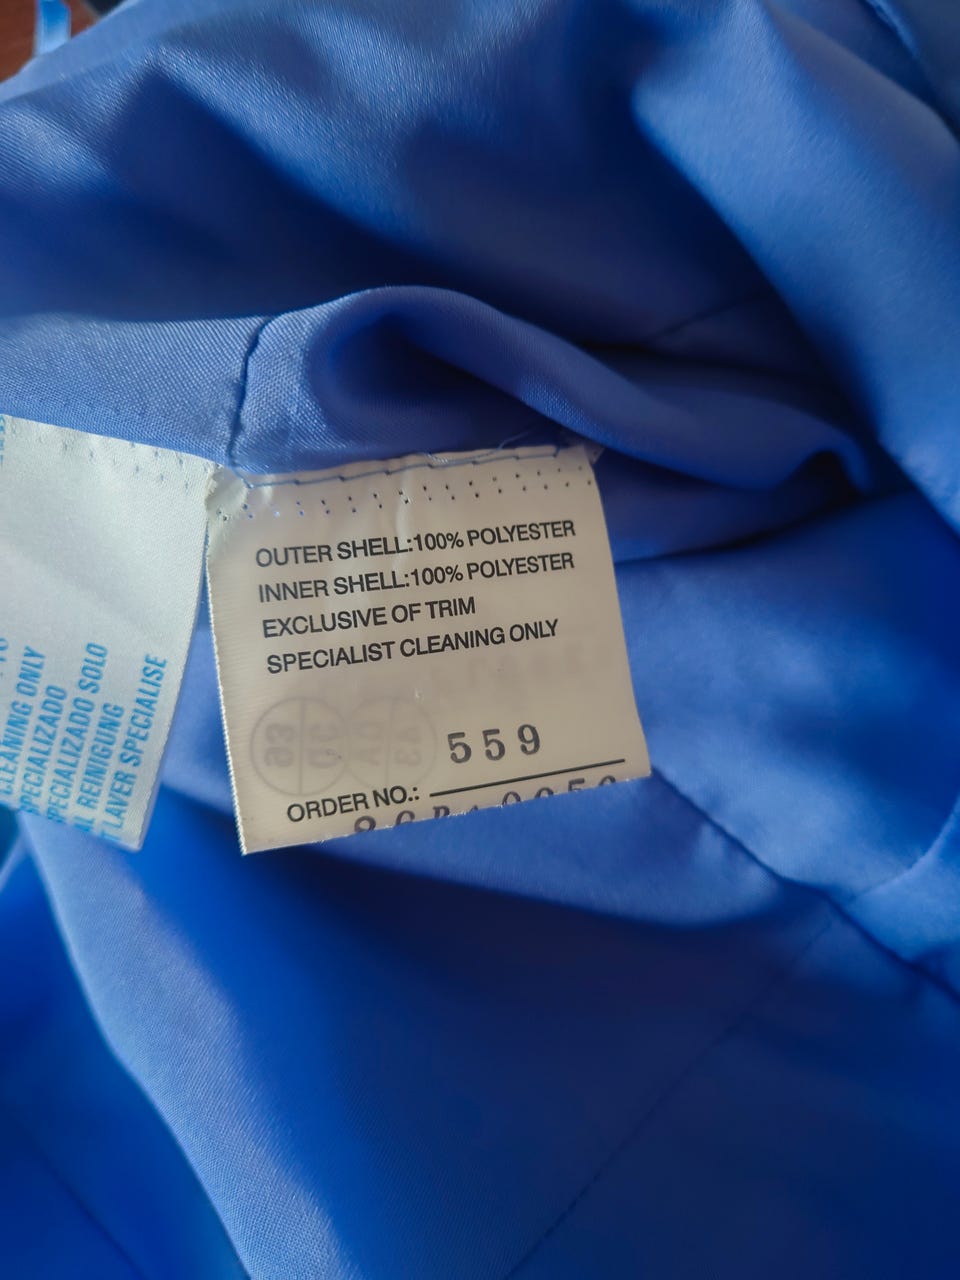 OUTER SHELL:100% POLYESTER
INNER SHELL:100% POLYESTER
EXCLUSIVE OF TRIM
SPECIALIST CLEANING ONLY
559
ORDER NO.:
CLEANING ONLY
SPECIALIZADO
SPECIALIZADO SOLO
REINIGUNG
LAVER SPECIALISE